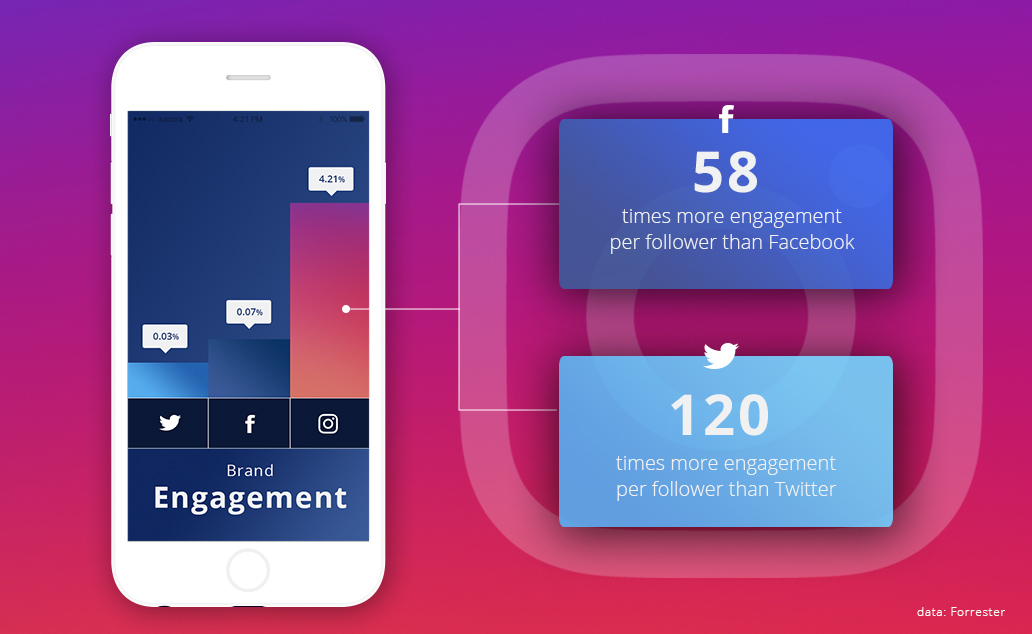 4:21 PM
100%
4.21%
0.07%
0.03%
Brand
Engagement
58
times more engagement
per follower than Facebook
120
times more engagement
per follower than Twitter
data: Forrester